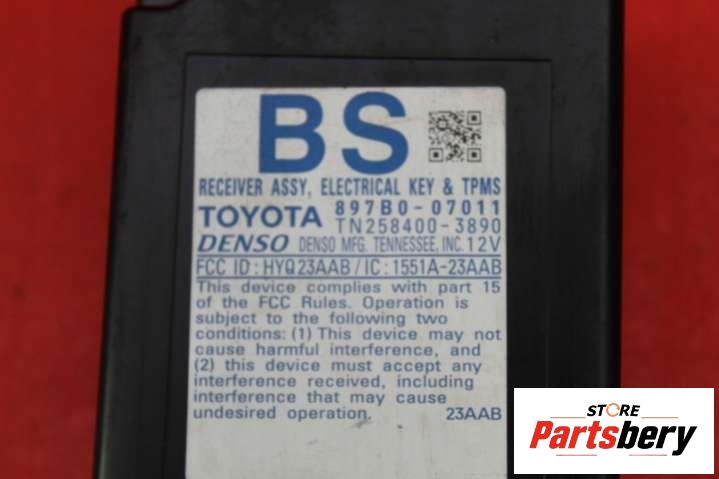 BS
RECEIVER ASSY, ELECTRICAL KEY & TPMS
TOYOTA 897B0-07011
TN258400-3890
DENSO DENSO MFG. TENNESSEE, INC. 12V
FCC ID : HYQ23AAB / IC : 1551A-23AAB
This device complies with part 15
of the FCC Rules. Operation is
subject to the following two
conditions: (1) This device may not
cause harmful interference, and
(2) this device must accept any
interference received, including
interference that may cause
undesired operation. 23AAB
STORE
Partsbery